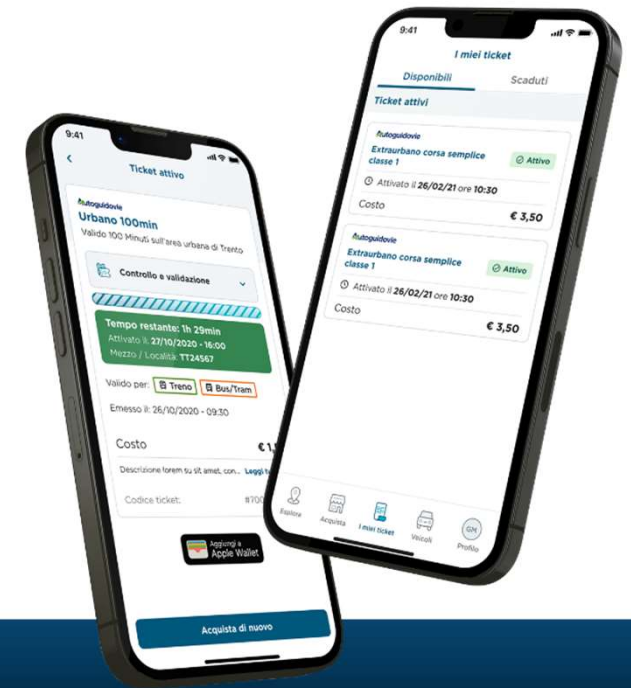 9:41
Ticket attivo
Autoguidovie
Urbano 100min
Valido 100 Minuti sull'area urbana di Trento
Controllo e validazione
Tempo restante: 1h 29min
Attivato il: 27/10/2020 - 16:00
Mezzo / Località: TT24567
Valido per: Treno Bus/Tram
Emesso il: 26/10/2020 - 09:30
Costo € 1,
Descrizione lorem su sit amet, con... Leggi
Codice ticket: #700
Aggiungi a
Apple Wallet
Acquista di nuovo
9:41
I miei ticket
Disponibili Scaduti
Ticket attivi
Autoguidovie
Extraurbano corsa semplice
classe 1
Attivo
Attivato il 26/02/21 ore 10:30
Costo
€ 3,50
Autoguidovie
Extraurbano corsa semplice
classe 1
Attivo
Attivato il 26/02/21 ore 10:30
Costo
€ 3,50
Esplora Acquista I miei ticket Veicoli GM Profilo